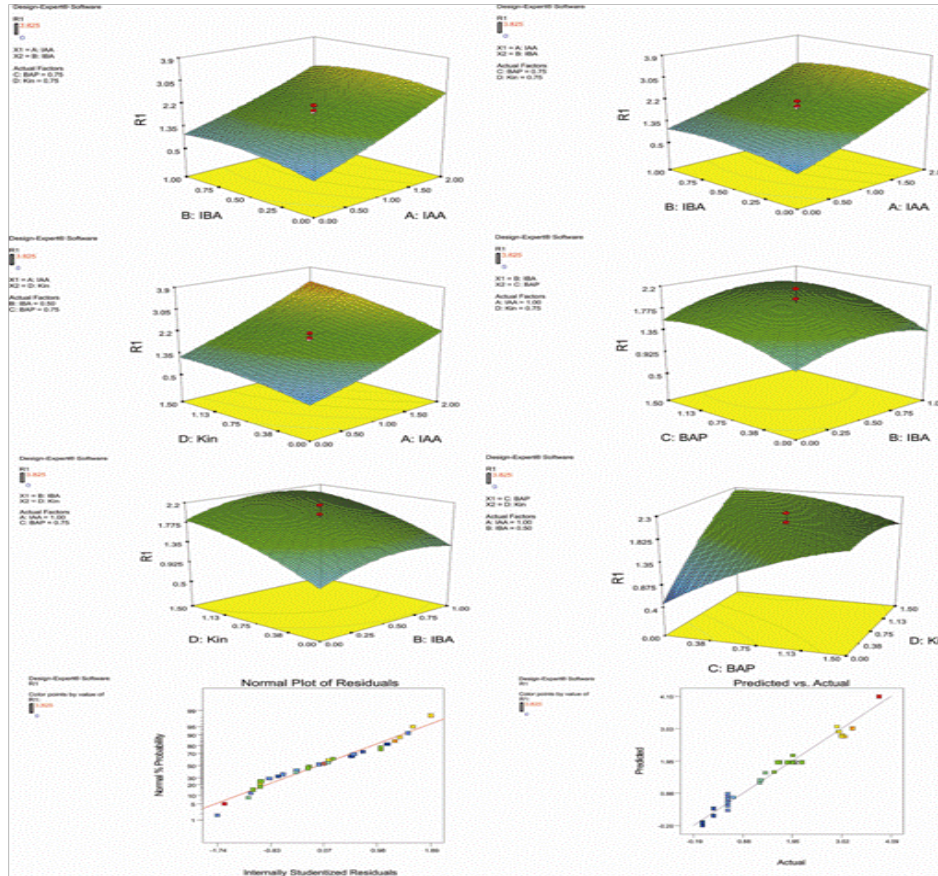 Design-Expert® Software
R1
3.825
X1 = A: IAA
X2 = B: IBA
Actual Factors
C: BAP = 0.75
D: Kin = 0.75
3.9
3.05
2.2
1.35
0.5
R1
1.00
0.75
0.50
0.25
0.00
B: IBA
0.00
0.50
1.00
1.50
2.00
A: IAA
Design-Expert® Software
R1
3.825
X1 = A: IAA
X2 = B: IBA
Actual Factors
C: BAP = 0.75
D: Kin = 0.75
3.9
3.05
2.2
1.35
0.5
R1
1.00
0.75
0.50
0.25
0.00
B: IBA
0.00
0.50
1.00
1.50
2.0
A: IAA
Design-Expert® Software
R1
3.825
X1 = A: IAA
X2 = D: Kin
Actual Factors
B: IBA = 0.50
C: BAP = 0.75
3.9
3.05
2.2
1.35
0.5
R1
1.50
1.13
0.75
0.38
0.00
D: Kin
0.00
0.50
1.00
1.50
2.00
A: IAA
Design-Expert® Software
R1
3.825
X1 = B: IBA
X2 = C: BAP
Actual Factors
A: IAA = 1.00
D: Kin = 0.75
2.2
1.775
1.35
0.925
0.5
R1
1.50
1.13
0.75
0.38
0.00
C: BAP
0.00
0.25
0.50
0.75
1.0
B: IBA
Design-Expert® Software
R1
3.825
X1 = B: IBA
X2 = D: Kin
Actual Factors
A: IAA = 1.00
C: BAP = 0.75
2.2
1.775
1.35
0.925
0.5
R1
1.50
1.13
0.75
0.38
0.00
D: Kin
0.00
0.25
0.50
0.75
1.00
B: IBA
Design-Expert® Software
R1
3.825
X1 = C: BAP
X2 = D: Kin
Actual Factors
A: IAA = 1.00
B: IBA = 0.50
2.3
1.825
1.35
0.875
0.4
R1
0.00
0.38
0.75
1.13
1.50
C: BAP
0.00
0.38
0.75
1.13
1.50
D: K
Design-Expert® Software
R1
Color points by value of
R1:
3.825
Normal Plot of Residuals
Normal % Probability
99
95
90
80
70
50
30
20
10
5
1
-1.74
0.07
1.89
Internally Studentized Residuals
Design-Expert® Software
R1
Color points by value of
R1:
3.825
Predicted vs. Actual
Predicted
Actual